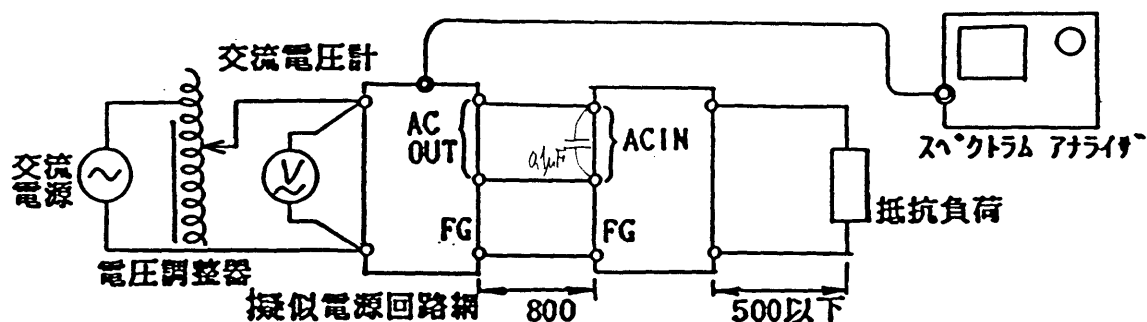 交流電圧計
交流
電源
電圧調整器
V
擬似電源回路網
AC
OUT
FG
0.1μF
ACIN
FG
800
500以下
抵抗負荷
スペクトラム アナライザ